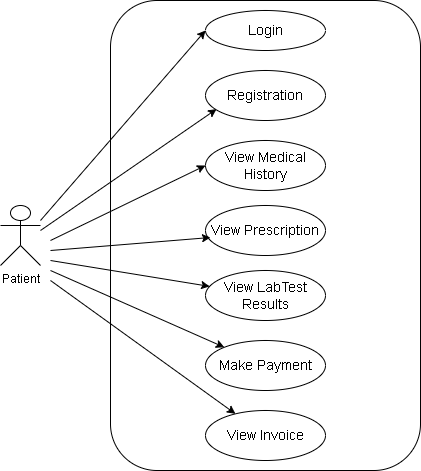 Login
Registration
View Medical
History
View Prescription
Patient
View LabTest
Results
Make Payment
View Invoice